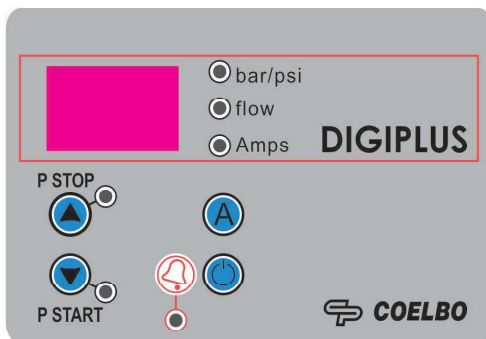 bar/psi
flow
Amps
DIGIPLUS
P STOP
A
P START
COELBO